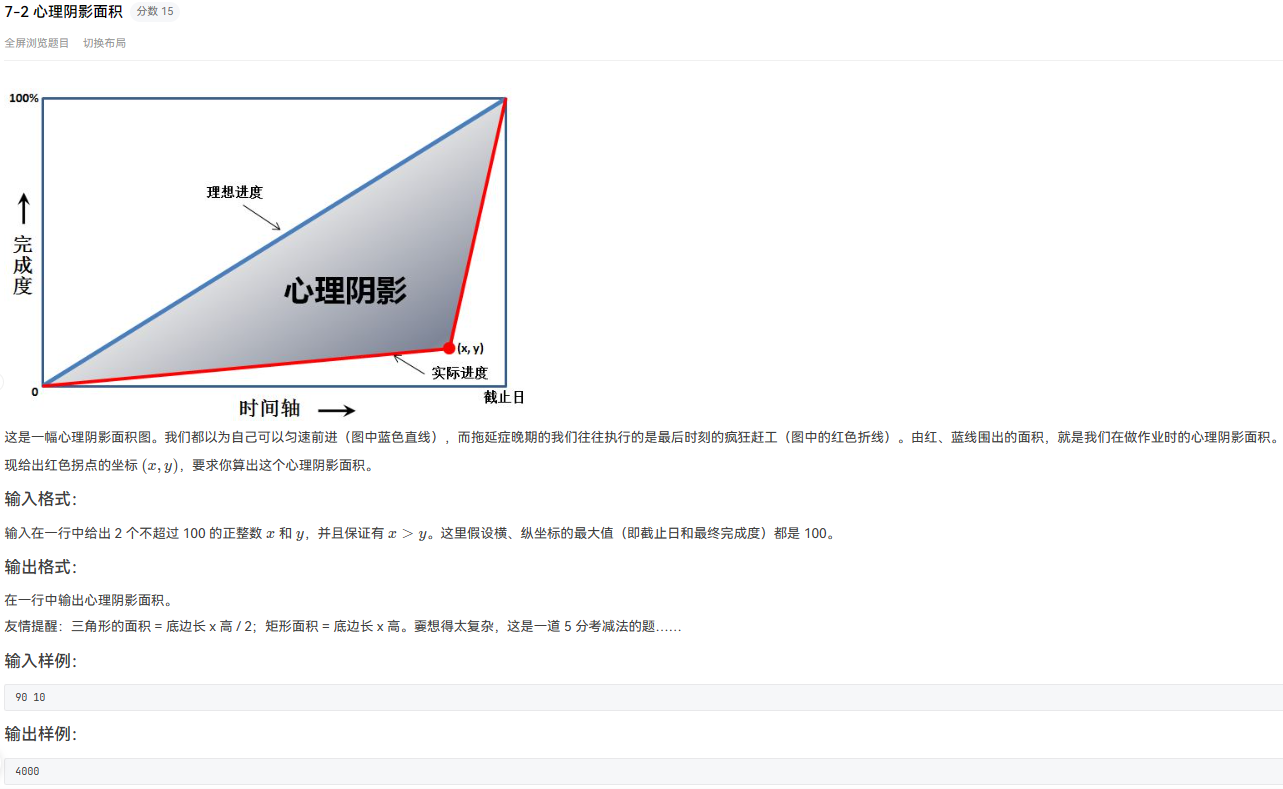 7-2 心理阴影面积 分数 15
全屏浏览题目 切换布局
100%
理想进度
完成度
心理阴影
(x, y)
实际进度
0
截止日
时间轴
这是一幅心理阴影面积图。我们都以为自己可以匀速前进（图中蓝色直线），而拖延症晚期的我们往往执行的是最后时刻的疯狂赶工（图中的红色折线）。由红、蓝线围出的面积，就是我们在做作业时的心理阴影面积。
现给出红色拐点的坐标 (x, y)，要求你算出这个心理阴影面积。
输入格式：
输入在一行中给出 2 个不超过 100 的正整数 x 和 y，并且保证有 x > y。这里假设横、纵坐标的最大值（即截止日和最终完成度）都是 100。
输出格式：
在一行中输出心理阴影面积。
友情提醒：三角形的面积 = 底边长 x 高 / 2；矩形面积 = 底边长 x 高。嫑想得太复杂，这是一道 5 分考减法的题……
输入样例：
90 10
输出样例：
4000